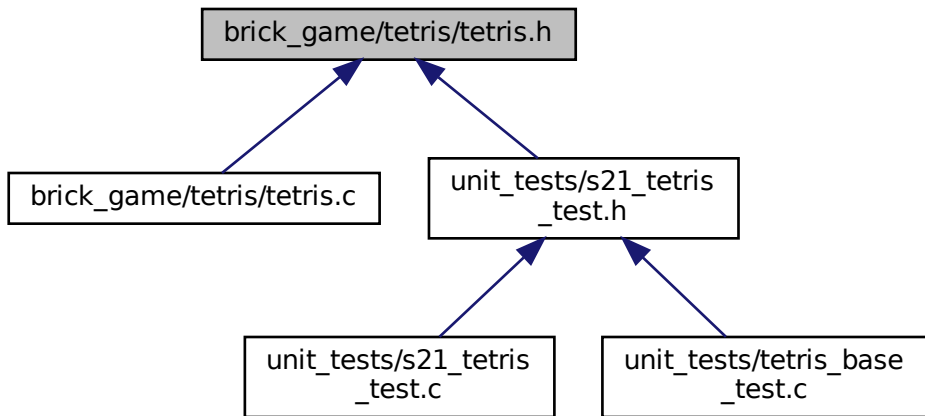 brick_game/tetris/tetris.h
brick_game/tetris/tetris.c
unit_tests/s21_tetris
_test.h
unit_tests/s21_tetris
_test.c
unit_tests/tetris_base
_test.c